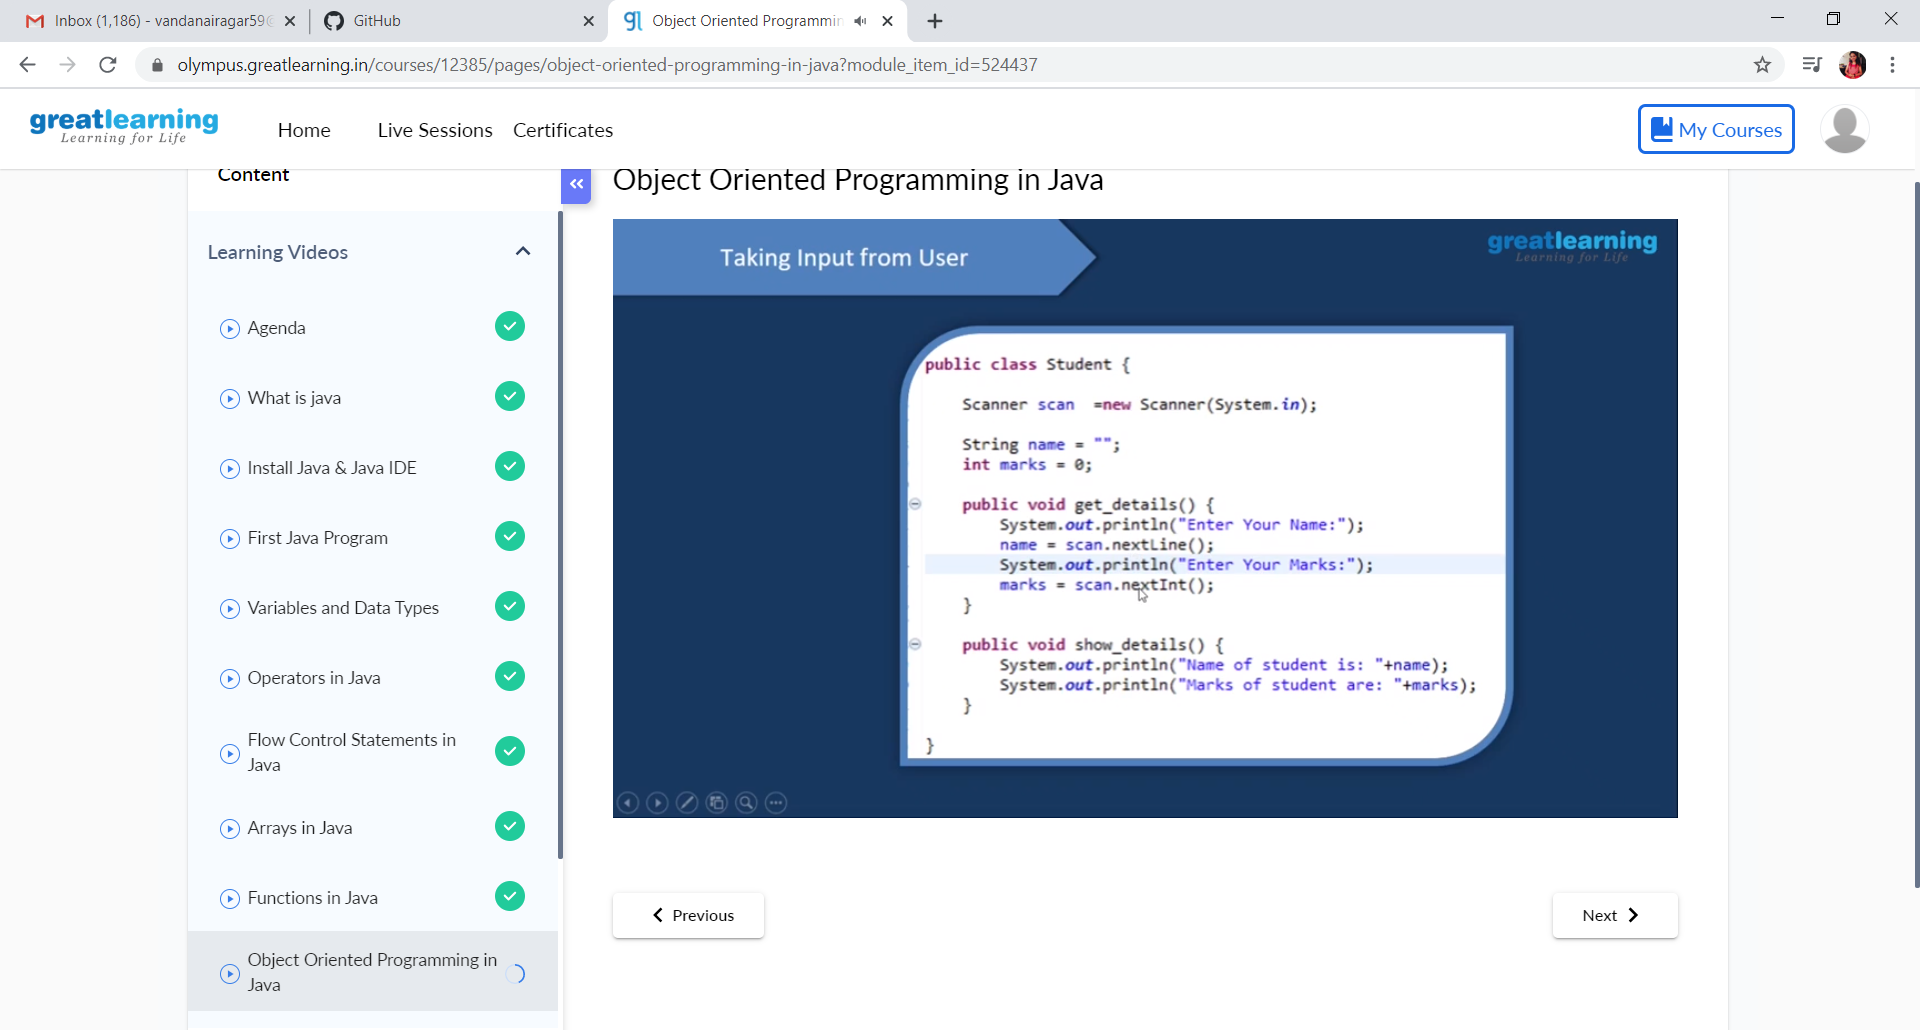 Inbox (1,186) - vandanairagar59
GitHub
Object Oriented Programmin
olympus.greatlearning.in/courses/12385/pages/object-oriented-programming-in-java?module_item_id=524437
greatlearning
Learning for Life
Home
Live Sessions
Certificates
My Courses
Content
Learning Videos
Agenda
What is java
Install Java & Java IDE
First Java Program
Variables and Data Types
Operators in Java
Flow Control Statements in
Java
Arrays in Java
Functions in Java
Object Oriented Programming in
Java
Object Oriented Programming in Java
Taking Input from User
greatlearning
Learning for Life
public class Student {
Scanner scan =new Scanner(System.in);
String name = "";
int marks = 0;
public void get_details() {
System.out.println("Enter Your Name:");
name = scan.nextLine();
System.out.println("Enter Your Marks:");
marks = scan.nextInt();
}
public void show_details() {
System.out.println("Name of student is: "+name);
System.out.println("Marks of student are: "+marks);
}
}
Previous
Next